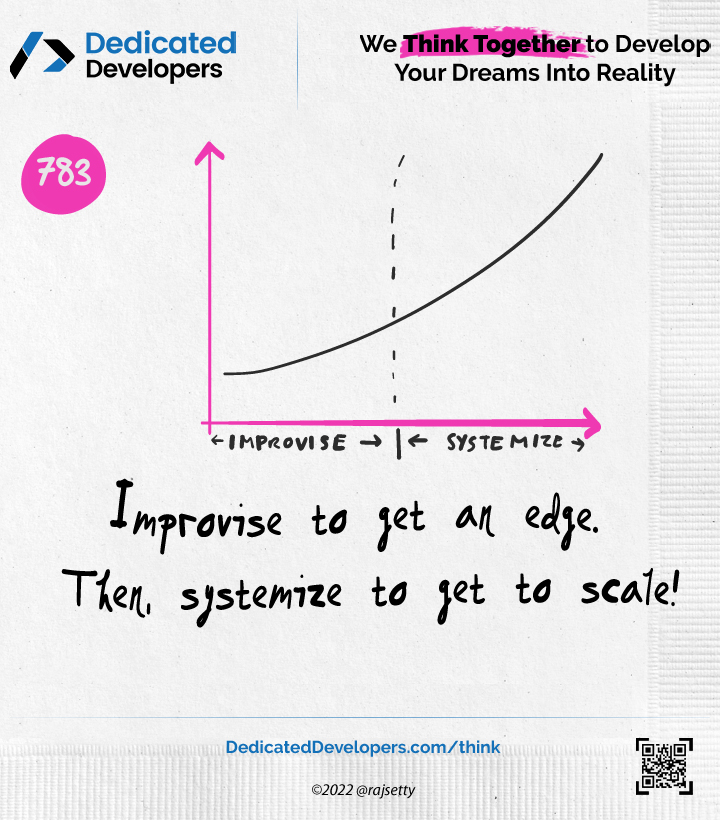 Dedicated
Developers
We Think Together to Develop
Your Dreams Into Reality
783
IMPROVISE
SYSTEMIZE
Improvise to get an edge.
Then, systemize to get to scale!
DedicatedDevelopers.com/think
©2022 @rajsetty